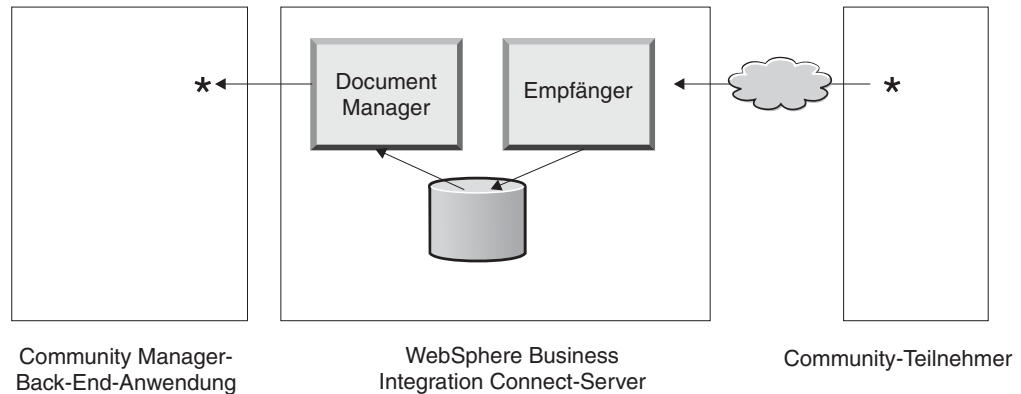 Document
Manager
Empfänger
*
*
Community Manager-
Back-End-Anwendung
WebSphere Business
Integration Connect-Server
Community-Teilnehmer